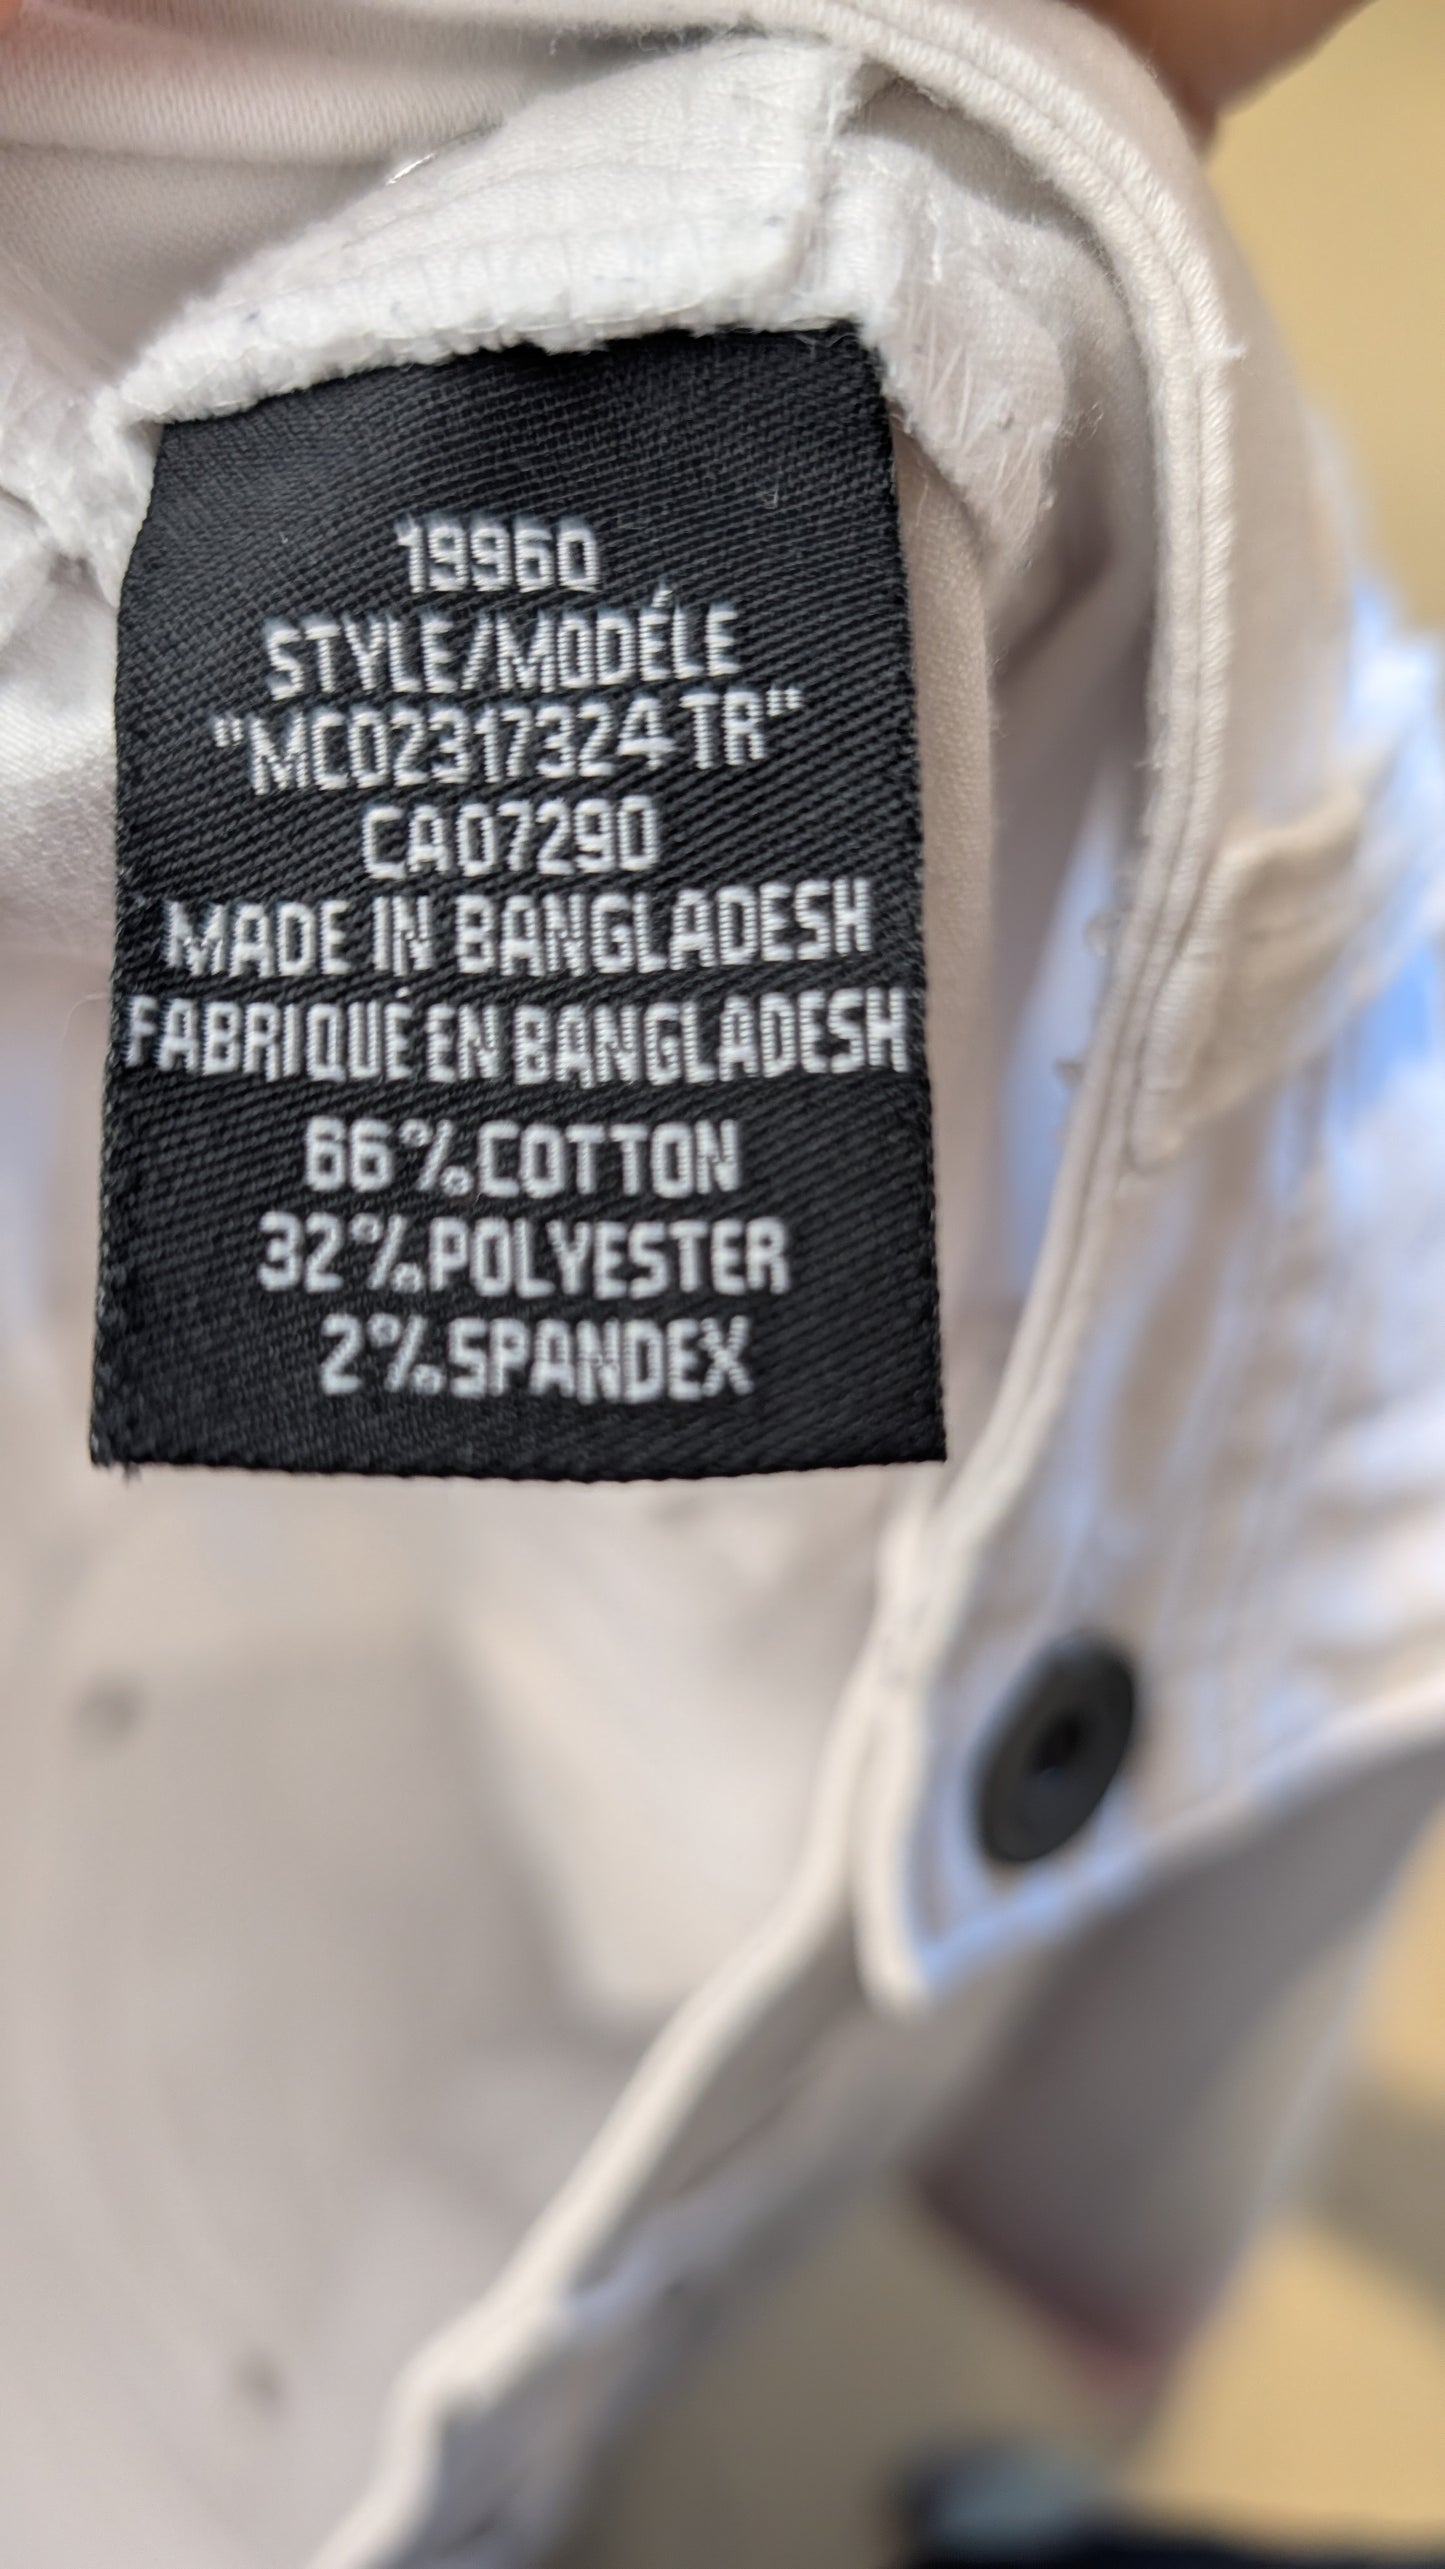 19960
STYLE/MODÉLE
"MC02317324 TR"
CA07290
MADE IN BANGLADESH
FABRIQUÉ EN BANGLADESH
66%COTTON
32%POLYESTER
2%SPANDEX